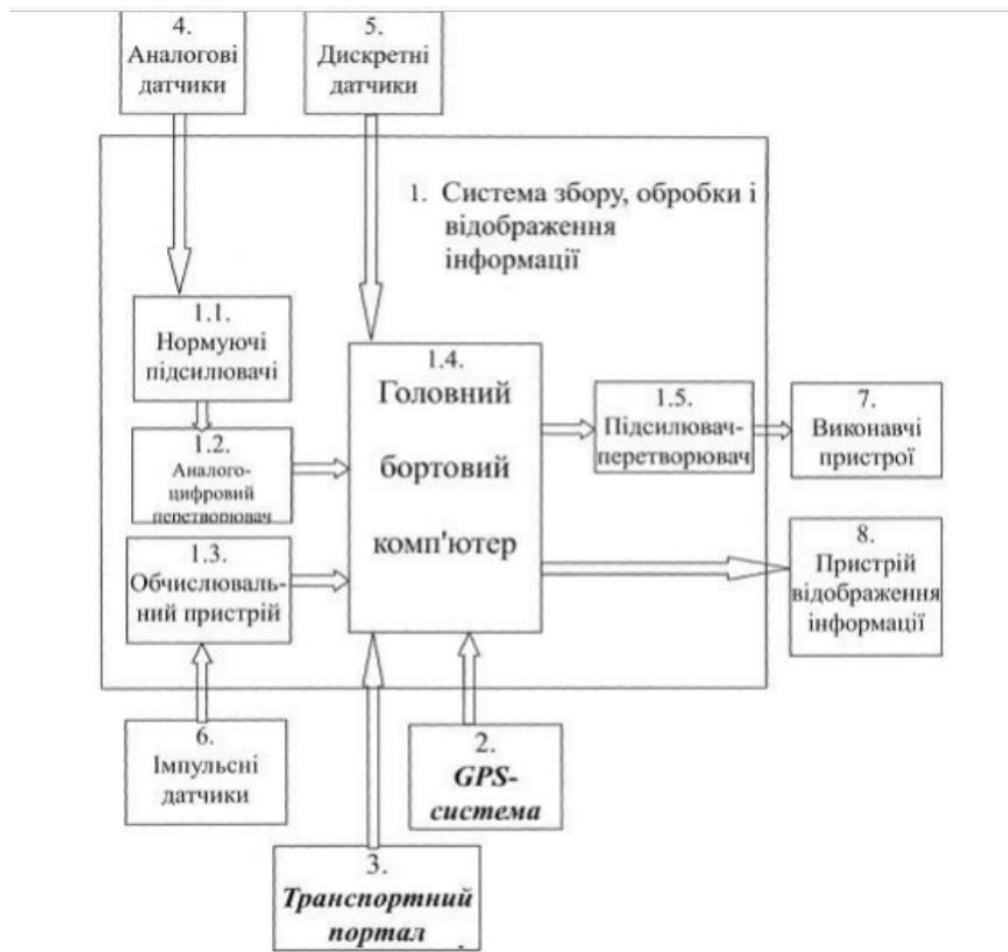 4.
Аналогові
датчики
5.
Дискретні
датчики
1. Система збору, обробки і
відображення
інформації
1.1.
Нормуючі
підсилювачі
1.2.
Аналого-
цифровий
перетворювач
1.3.
Обчислюваль-
ний пристрій
1.4.
Головний
бортовий
комп'ютер
1.5.
Підсилювач-
перетворювач
7.
Виконавчі
пристрої
8.
Пристрій
відображення
інформації
6.
Імпульсні
датчики
2.
GPS-
система
3.
Транспортний
портал